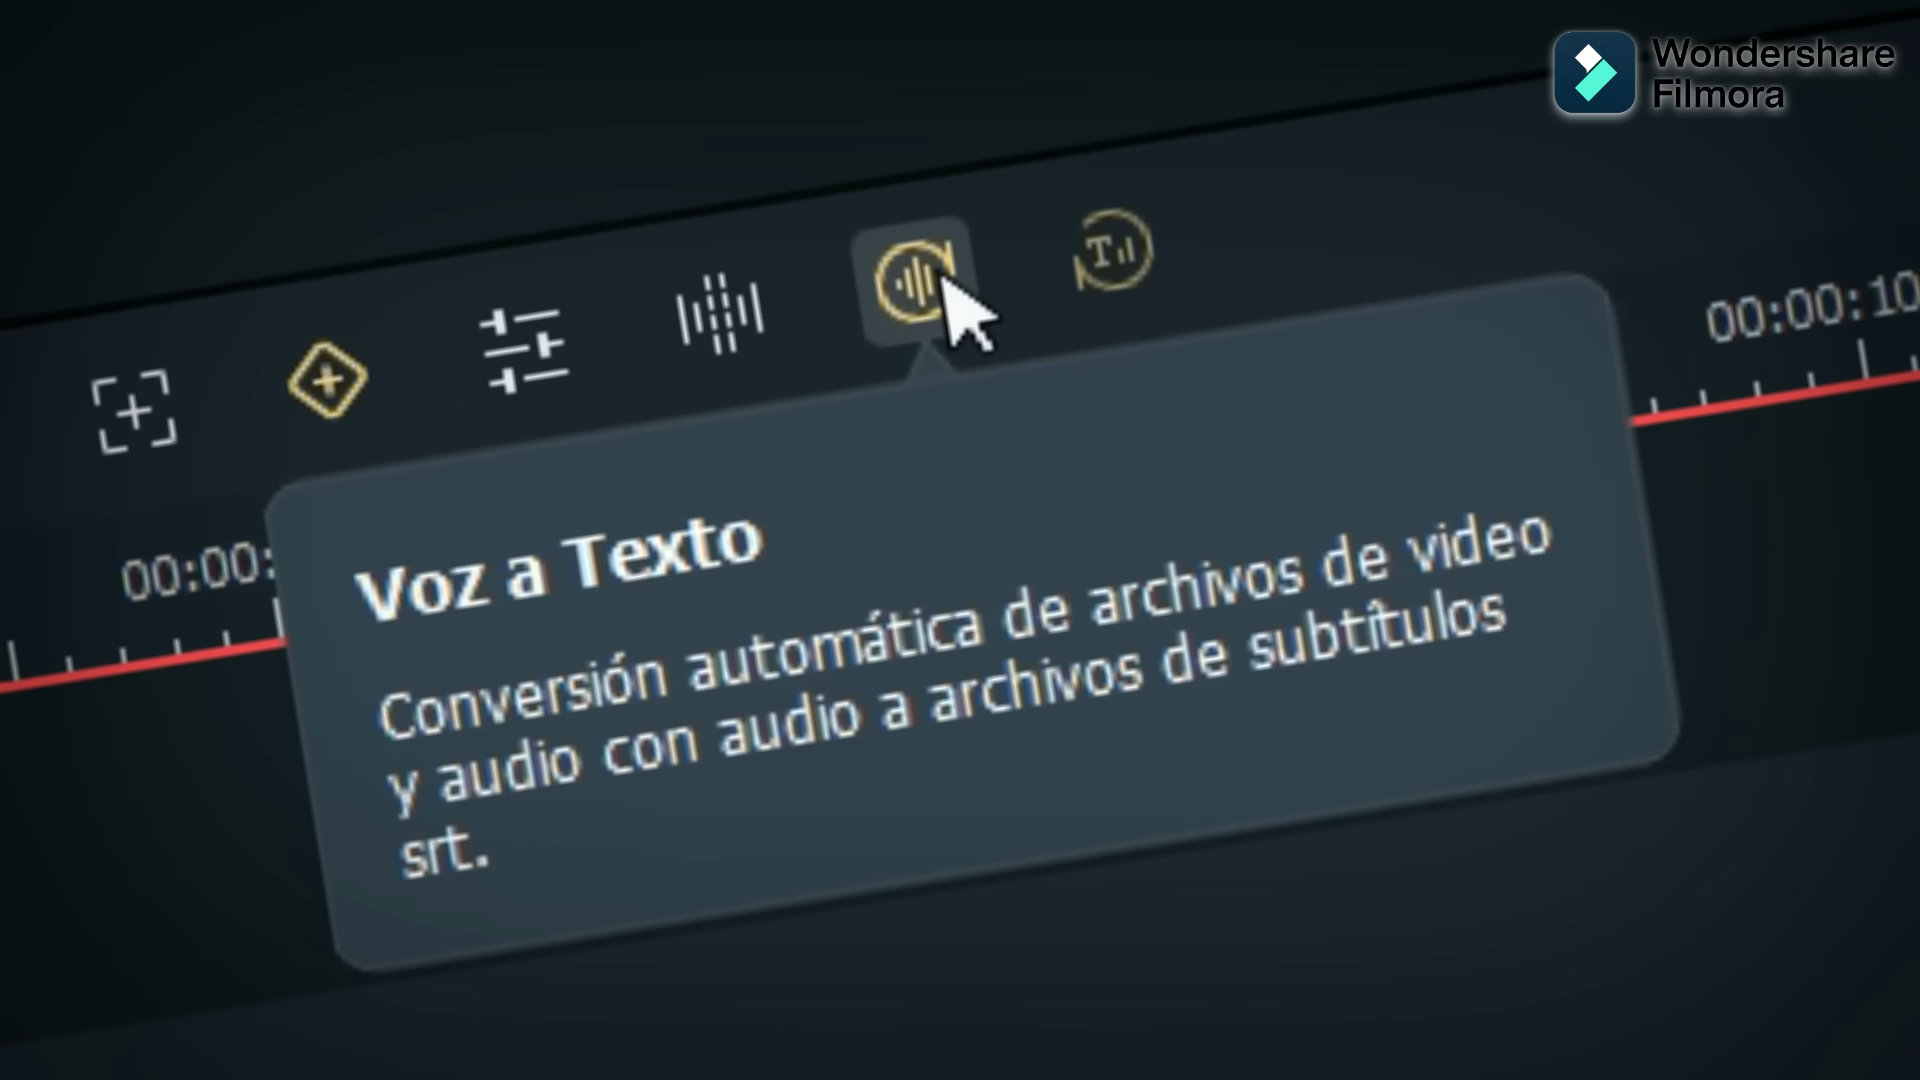 Wondershare
Filmora
00:00:10
00:00:
Voz a Texto
Conversión automática de archivos de video
y audio con audio a archivos de subtítulos
srt.